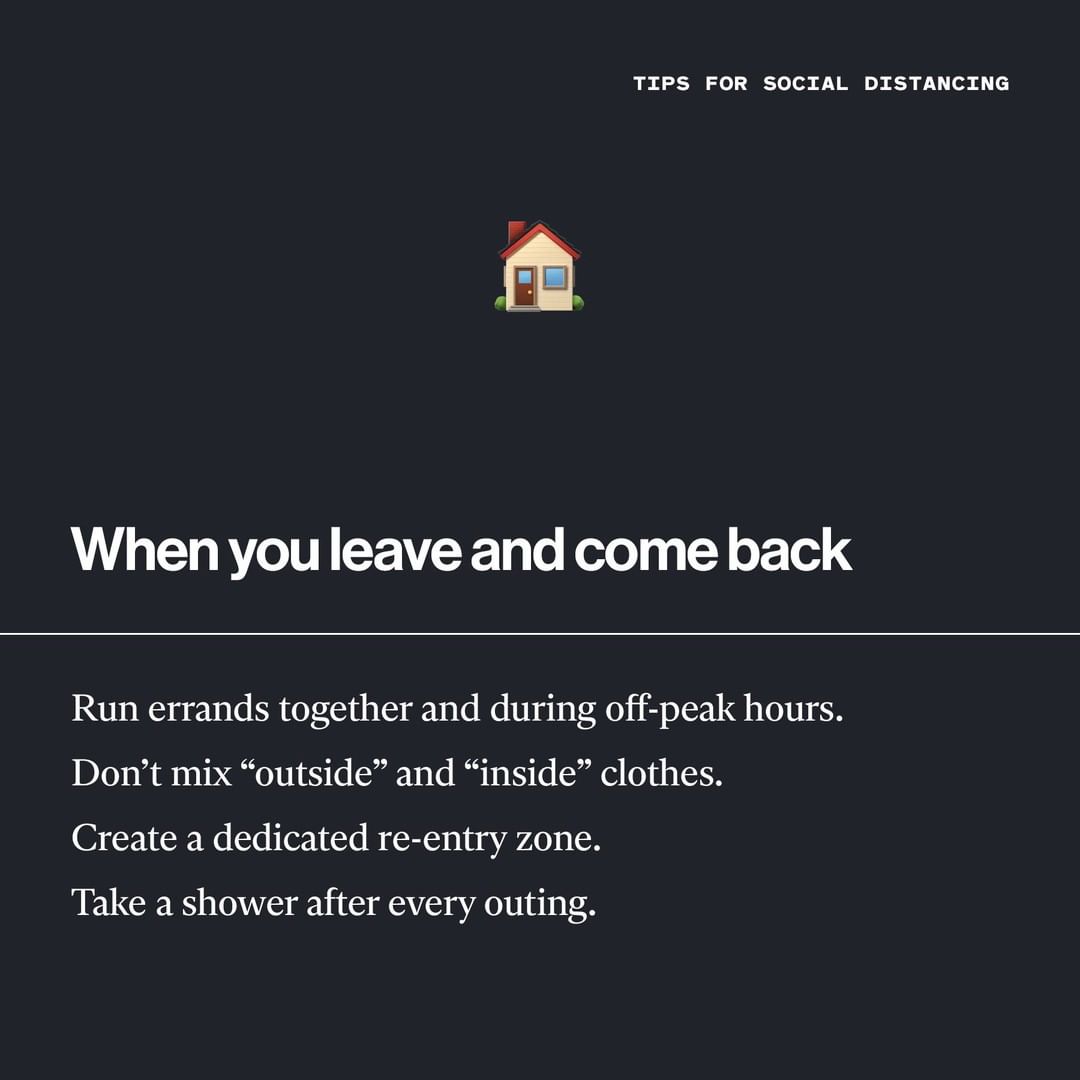 TIPS FOR SOCIAL DISTANCING
When you leave and come back
Run errands together and during off-peak hours.
Don’t mix “outside” and “inside” clothes.
Create a dedicated re-entry zone.
Take a shower after every outing.